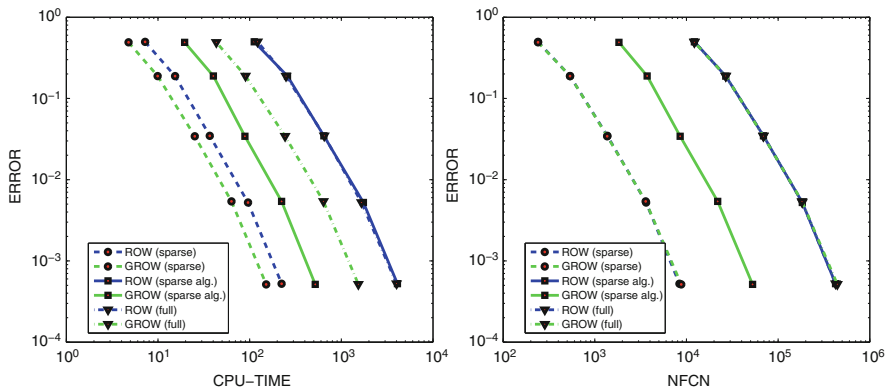 10^0
10^−1
10^−2
10^−3
10^−4
ERROR
ROW (sparse)
GROW (sparse)
ROW (sparse alg.)
GROW (sparse alg.)
ROW (full)
GROW (full)
10^0 10^1 10^2 10^3 10^4
CPU−TIME
10^0
10^−1
10^−2
10^−3
10^−4
ERROR
ROW (sparse)
GROW (sparse)
ROW (sparse alg.)
GROW (sparse alg.)
ROW (full)
GROW (full)
10^2 10^3 10^4 10^5 10^6
NFCN